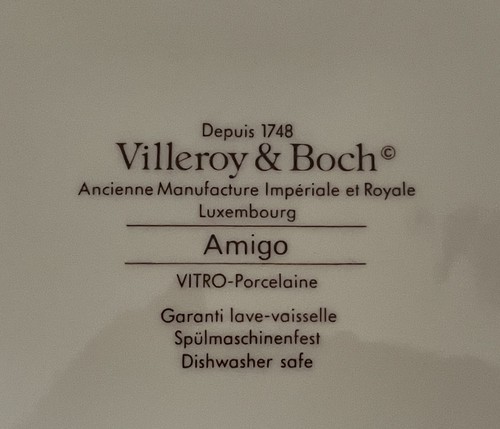 Depuis 1748
Villeroy & Boch©
Ancienne Manufacture Impériale et Royale
Luxembourg
Amigo
VITRO-Porcelaine
Garanti lave-vaisselle
Spülmaschinenfest
Dishwasher safe